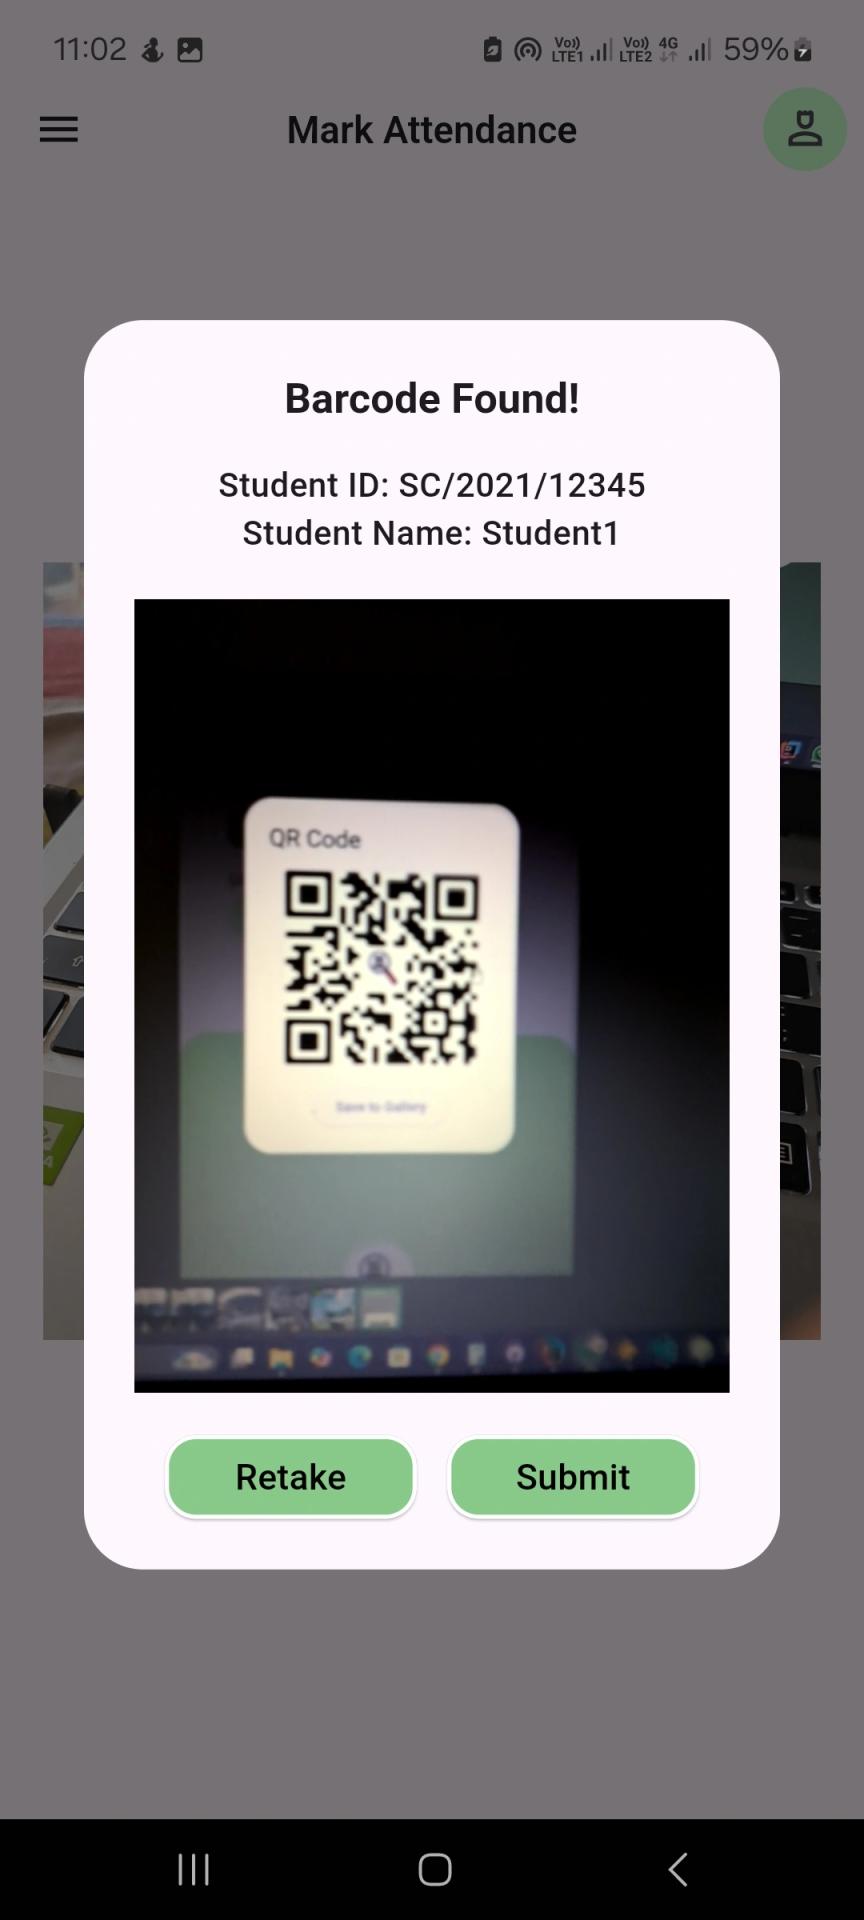 11:02
Vo)) LTE1 Vo)) LTE2 4G 59%
Mark Attendance
Barcode Found!
Student ID: SC/2021/12345
Student Name: Student1
QR Code
Save to Gallery
Retake
Submit